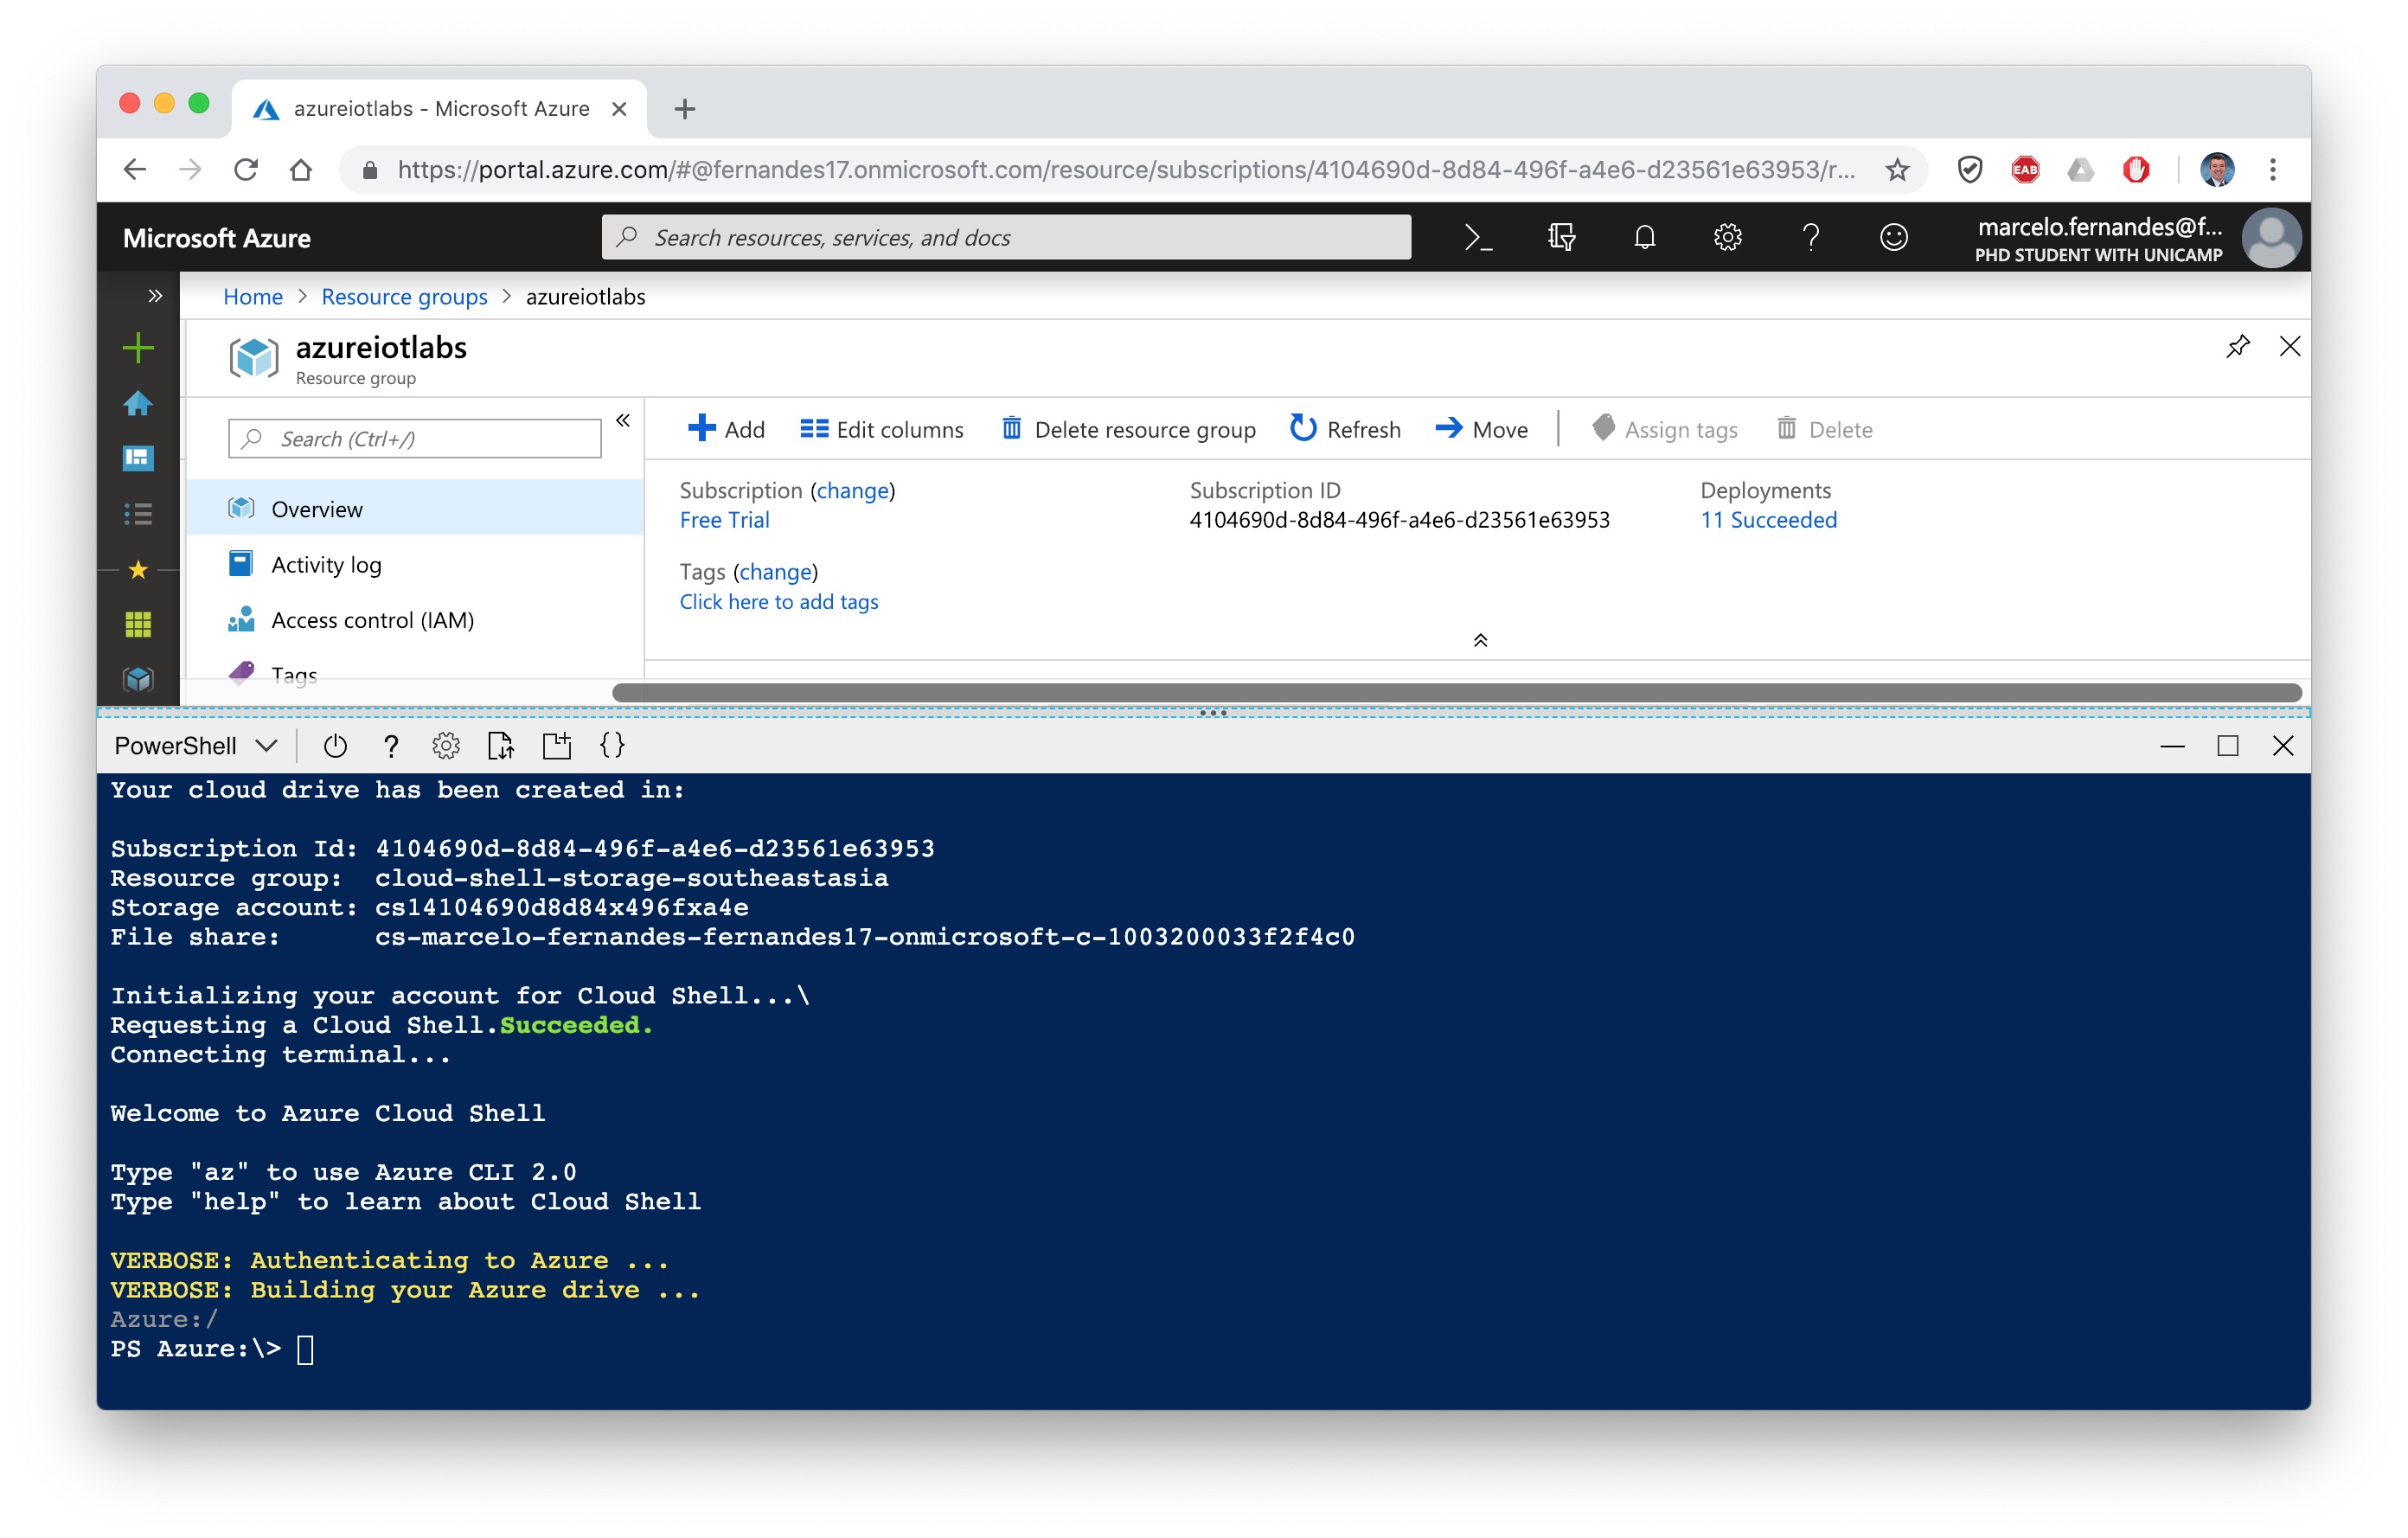 azureiotlabs - Microsoft Azure
https://portal.azure.com/#@fernandes17.onmicrosoft.com/resource/subscriptions/4104690d-8d84-496f-a4e6-d23561e63953/r...
EAB
Microsoft Azure
Search resources, services, and docs
marcelo.fernandes@f...
PHD STUDENT WITH UNICAMP
Home > Resource groups > azureiotlabs
azureiotlabs
Resource group
Search (Ctrl+/)
Add
Edit columns
Delete resource group
Refresh
Move
Assign tags
Delete
Overview
Activity log
Access control (IAM)
Tags
Subscription (change)
Free Trial
Subscription ID
4104690d-8d84-496f-a4e6-d23561e63953
Deployments
11 Succeeded
Tags (change)
Click here to add tags
PowerShell
Your cloud drive has been created in:
Subscription Id: 4104690d-8d84-496f-a4e6-d23561e63953
Resource group:  cloud-shell-storage-southeastasia
Storage account: cs14104690d8d84x496fxa4e
File share:      cs-marcelo-fernandes-fernandes17-onmicrosoft-c-1003200033f2f4c0
Initializing your account for Cloud Shell...\
Requesting a Cloud Shell.Succeeded.
Connecting terminal...
Welcome to Azure Cloud Shell
Type "az" to use Azure CLI 2.0
Type "help" to learn about Cloud Shell
VERBOSE: Authenticating to Azure ...
VERBOSE: Building your Azure drive ...
Azure:/
PS Azure:\>